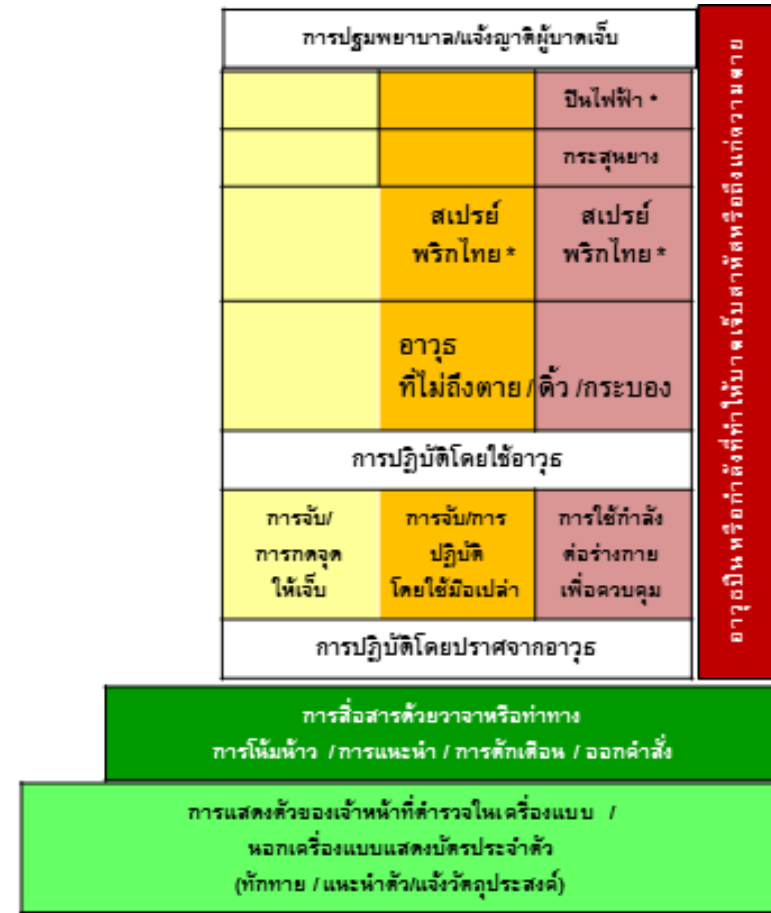 การปฐมพยาบาล/แจ้งญาติผู้บาดเจ็บ
ปืนไฟฟ้า *
กระสุนยาง
สเปรย์
พริกไทย *
สเปรย์
พริกไทย *
อาวุธ
ที่ไม่ถึงตาย / ดิ้ว /กระบอง
การปฏิบัติโดยใช้อาวุธ
การจับ/
การกดจุด
ให้เจ็บ
การจับ/การ
ปฏิบัติ
โดยใช้มือเปล่า
การใช้กำลัง
ต่อร่างกาย
เพื่อควบคุม
การปฏิบัติโดยปราศจากอาวุธ
อาวุธปืนหรือกำลังที่ทำให้บาดเจ็บสาหัสหรือถึงแก่ความตาย
การสื่อสารด้วยวาจาหรือท่าทาง
การโน้มน้าว / การแนะนำ / การตักเตือน / ออกคำสั่ง
การแสดงตัวของเจ้าหน้าที่ตำรวจในเครื่องแบบ /
นอกเครื่องแบบแสดงบัตรประจำตัว
(ทักทาย / แนะนำตัว/แจ้งวัตถุประสงค์)